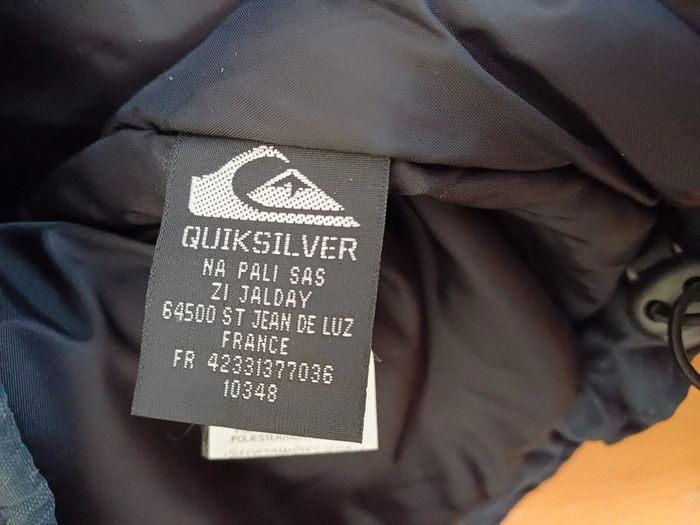 QUIKSILVER
NA PALI SAS
ZI JALDAY
64500 ST JEAN DE LUZ
FRANCE
FR 42331377036
10348